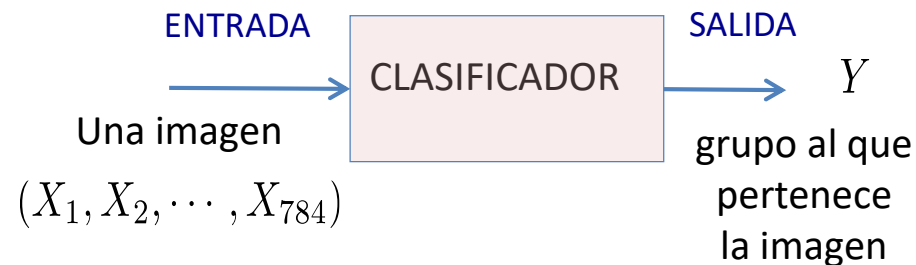 ENTRADA
Una imagen
(X₁, X₂, ⋯ , X₇₈₄)
CLASIFICADOR
SALIDA
Y
grupo al que
pertenece
la imagen